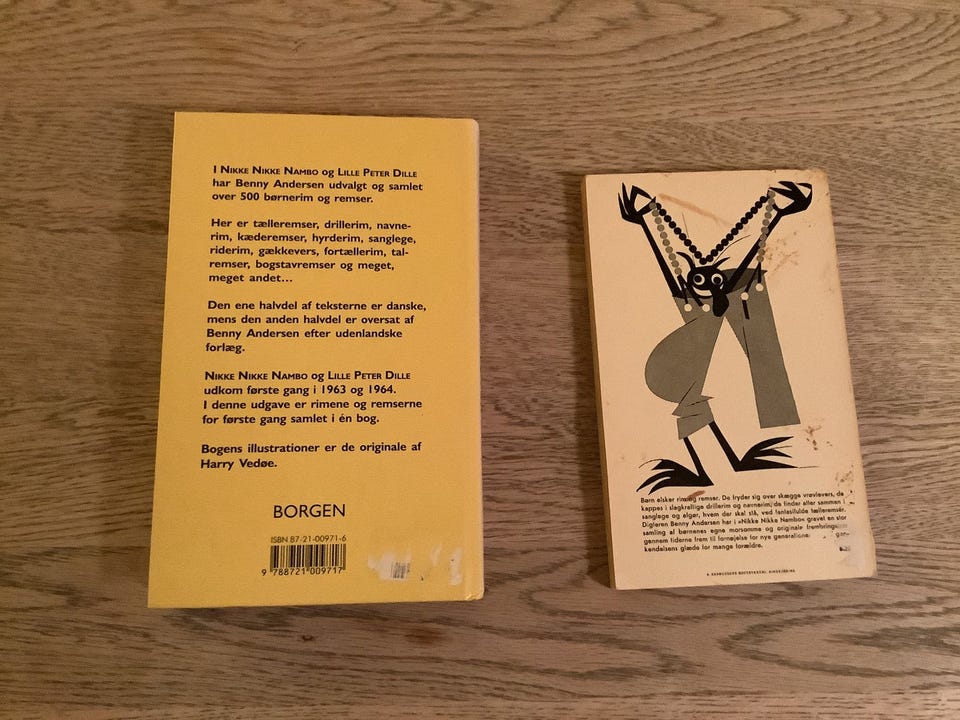 I NIKKE NIKKE NAMBO OG LILLE PETER DILLE
har Benny Andersen udvalgt og samlet
over 500 børnerim og remser.
Her er tælleremser, drillerim, navne-
rim, kæderemser, hyrderim, sanglege,
riderim, gækkevers, fortællerim, tal-
remser, bogstavremser og meget,
meget andet...
Den ene halvdel af teksterne er danske,
mens den anden halvdel er oversat af
Benny Andersen efter udenlandske
forlæg.
NIKKE NIKKE NAMBO OG LILLE PETER DILLE
udkom første gang i 1963 og 1964.
I denne udgave er rimene og remserne
for første gang samlet i én bog.
Bogens illustrationer er de originale af
Harry Vedøe.
BORGEN
ISBN 87-21-00971-6
9 788721 009717
Børn elsker rim og remser. De fryder sig over skægge vrøvlevers, de
kappes i slagkraftige drillerim og navnerim, de finder aller sammen i
sanglege og afgør, hvem der skal stå, ved fantasifulde tælleremser.
Digteren Benny Andersen har i »Nikke Nikke Nambo« gravet en stor
samling af børnenes egne morsomme og originale frembringelser
gennem tiderne frem til fornøjelse for nye generationer
kendelsens glæde for mange forældre.